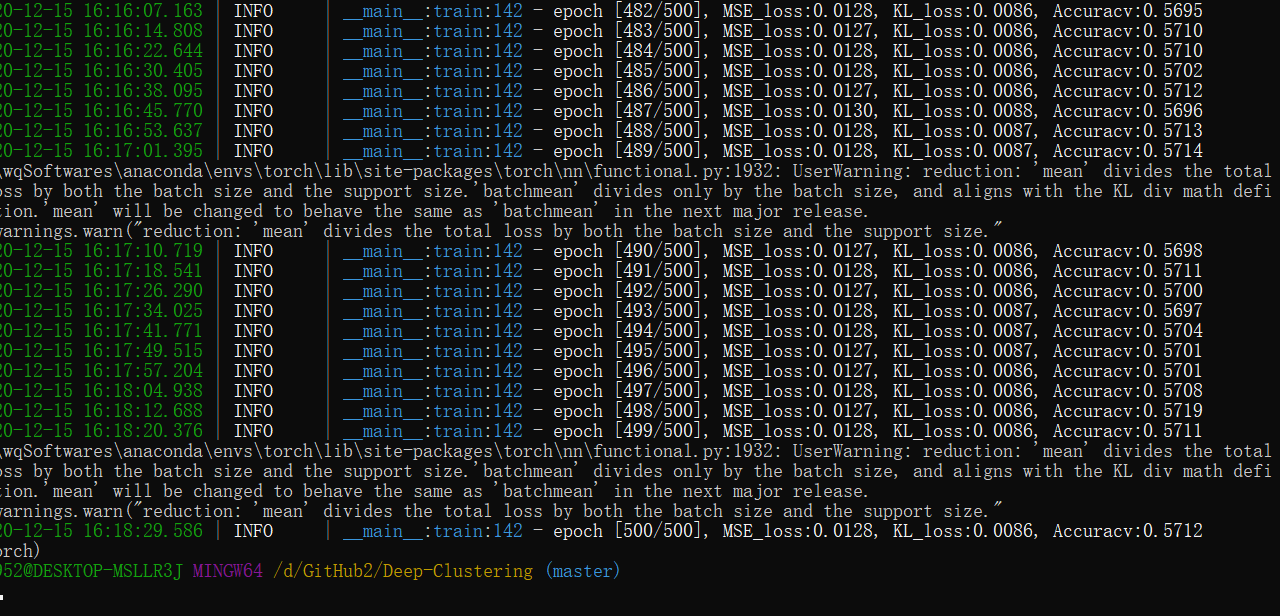 20-12-15 16:16:07.163 | INFO | __main__:train:142 - epoch [482/500], MSE_loss:0.0128, KL_loss:0.0086, Accuracy:0.5695
20-12-15 16:16:14.808 | INFO | __main__:train:142 - epoch [483/500], MSE_loss:0.0127, KL_loss:0.0086, Accuracy:0.5710
20-12-15 16:16:22.644 | INFO | __main__:train:142 - epoch [484/500], MSE_loss:0.0128, KL_loss:0.0086, Accuracy:0.5710
20-12-15 16:16:30.405 | INFO | __main__:train:142 - epoch [485/500], MSE_loss:0.0128, KL_loss:0.0086, Accuracy:0.5702
20-12-15 16:16:38.095 | INFO | __main__:train:142 - epoch [486/500], MSE_loss:0.0127, KL_loss:0.0086, Accuracy:0.5712
20-12-15 16:16:45.770 | INFO | __main__:train:142 - epoch [487/500], MSE_loss:0.0130, KL_loss:0.0088, Accuracy:0.5696
20-12-15 16:16:53.637 | INFO | __main__:train:142 - epoch [488/500], MSE_loss:0.0128, KL_loss:0.0087, Accuracy:0.5713
20-12-15 16:17:01.395 | INFO | __main__:train:142 - epoch [489/500], MSE_loss:0.0128, KL_loss:0.0087, Accuracy:0.5714
\wqSoftwares\anaconda\envs\torch\lib\site-packages\torch\nn\functional.py:1932: UserWarning: reduction: 'mean' divides the total
oss by both the batch size and the support size.'batchmean' divides only by the batch size, and aligns with the KL div math defi
tion.'mean' will be changed to behave the same as 'batchmean' in the next major release.
warnings.warn("reduction: 'mean' divides the total loss by both the batch size and the support size."
20-12-15 16:17:10.719 | INFO | __main__:train:142 - epoch [490/500], MSE_loss:0.0127, KL_loss:0.0086, Accuracy:0.5698
20-12-15 16:17:18.541 | INFO | __main__:train:142 - epoch [491/500], MSE_loss:0.0128, KL_loss:0.0086, Accuracy:0.5711
20-12-15 16:17:26.290 | INFO | __main__:train:142 - epoch [492/500], MSE_loss:0.0127, KL_loss:0.0086, Accuracy:0.5700
20-12-15 16:17:34.025 | INFO | __main__:train:142 - epoch [493/500], MSE_loss:0.0128, KL_loss:0.0087, Accuracy:0.5697
20-12-15 16:17:41.771 | INFO | __main__:train:142 - epoch [494/500], MSE_loss:0.0128, KL_loss:0.0087, Accuracy:0.5704
20-12-15 16:17:49.515 | INFO | __main__:train:142 - epoch [495/500], MSE_loss:0.0127, KL_loss:0.0087, Accuracy:0.5701
20-12-15 16:17:57.204 | INFO | __main__:train:142 - epoch [496/500], MSE_loss:0.0127, KL_loss:0.0086, Accuracy:0.5701
20-12-15 16:18:04.938 | INFO | __main__:train:142 - epoch [497/500], MSE_loss:0.0128, KL_loss:0.0086, Accuracy:0.5708
20-12-15 16:18:12.688 | INFO | __main__:train:142 - epoch [498/500], MSE_loss:0.0127, KL_loss:0.0086, Accuracy:0.5719
20-12-15 16:18:20.376 | INFO | __main__:train:142 - epoch [499/500], MSE_loss:0.0128, KL_loss:0.0086, Accuracy:0.5711
\wqSoftwares\anaconda\envs\torch\lib\site-packages\torch\nn\functional.py:1932: UserWarning: reduction: 'mean' divides the total
oss by both the batch size and the support size.'batchmean' divides only by the batch size, and aligns with the KL div math defi
tion.'mean' will be changed to behave the same as 'batchmean' in the next major release.
warnings.warn("reduction: 'mean' divides the total loss by both the batch size and the support size."
20-12-15 16:18:29.586 | INFO | __main__:train:142 - epoch [500/500], MSE_loss:0.0128, KL_loss:0.0086, Accuracy:0.5712
orch)
952@DESKTOP-MSLLR3J MINGW64 /d/GitHub2/Deep-Clustering (master)